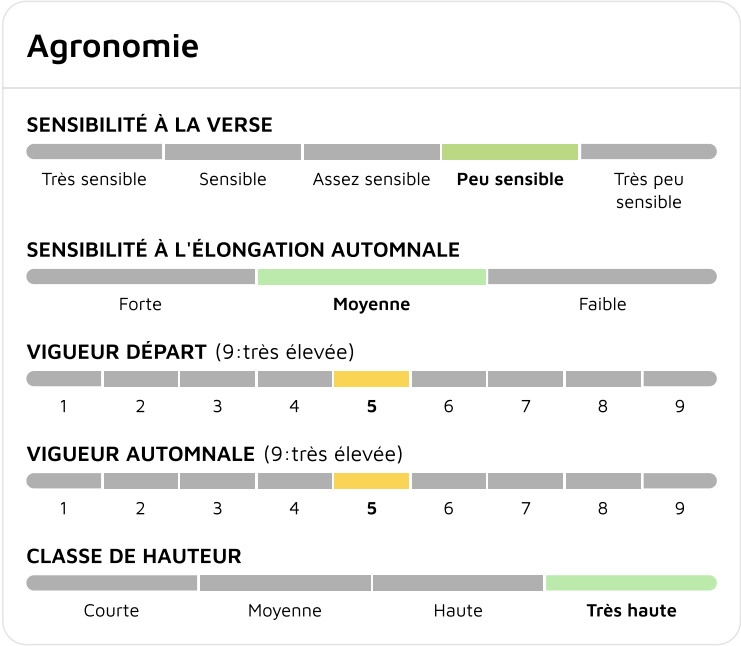 Agronomie
SENSIBILITÉ À LA VERSE
Très sensible Sensible Assez sensible Peu sensible Très peu
sensible
SENSIBILITÉ À L'ÉLONGATION AUTOMNALE
Forte Moyenne Faible
VIGUEUR DÉPART (9:très élevée)
1 2 3 4 5 6 7 8 9
VIGUEUR AUTOMNALE (9:très élevée)
1 2 3 4 5 6 7 8 9
CLASSE DE HAUTEUR
Courte Moyenne Haute Très haute